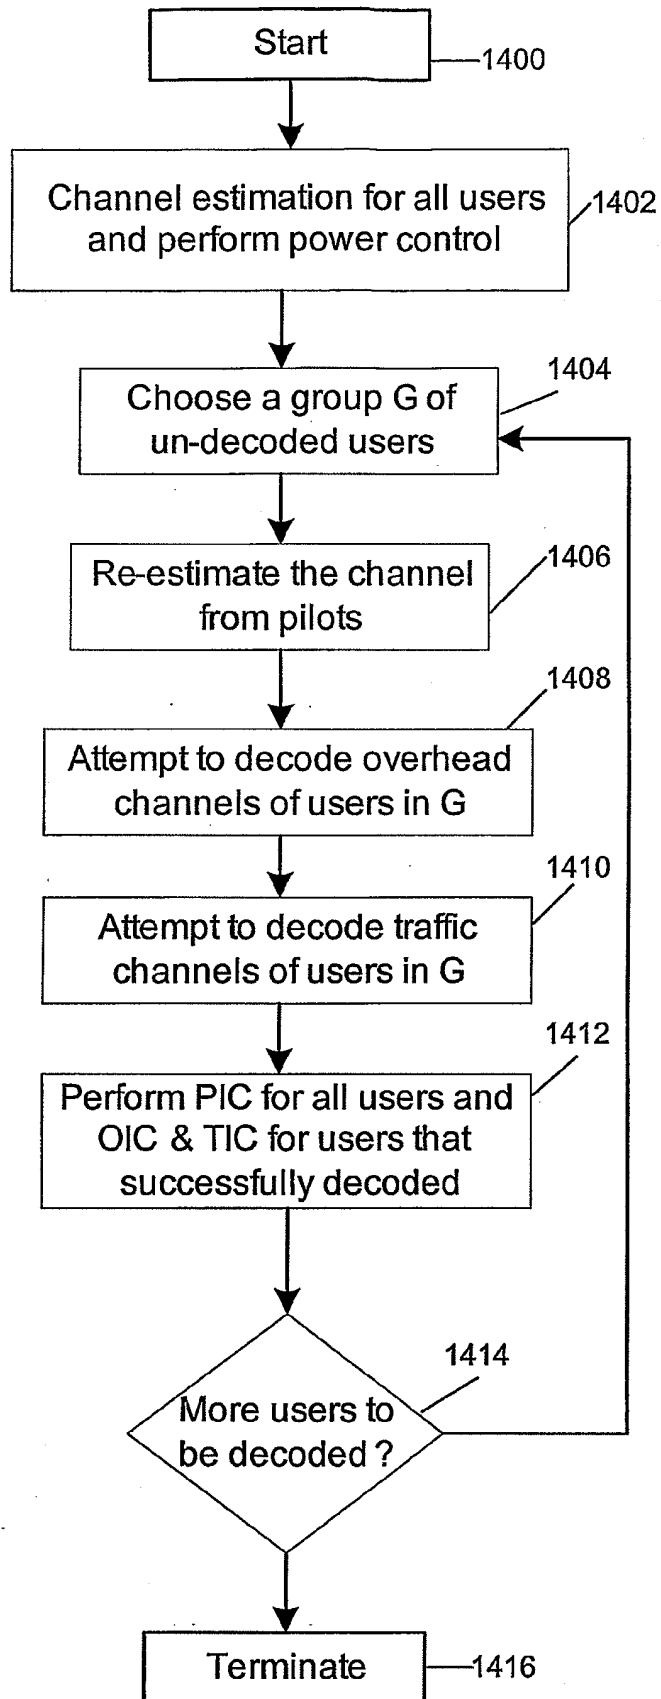 Start
1400
Channel estimation for all users
and perform power control
1402
Choose a group G of
un-decoded users
1404
Re-estimate the channel
from pilots
1406
Attempt to decode overhead
channels of users in G
1408
Attempt to decode traffic
channels of users in G
1410
Perform PIC for all users and
OIC & TIC for users that
successfully decoded
1412
More users to
be decoded ?
1414
Terminate
1416